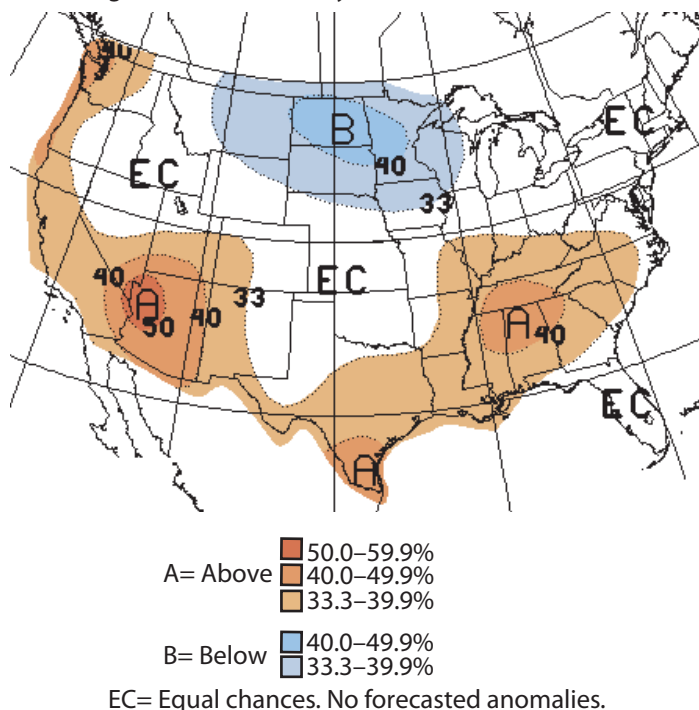 40
B
EC
40
EC
33
40
A
50
40
33
EC
A
40
EC
A
A= Above
50.0–59.9%
40.0–49.9%
33.3–39.9%
B= Below
40.0–49.9%
33.3–39.9%
EC= Equal chances. No forecasted anomalies.